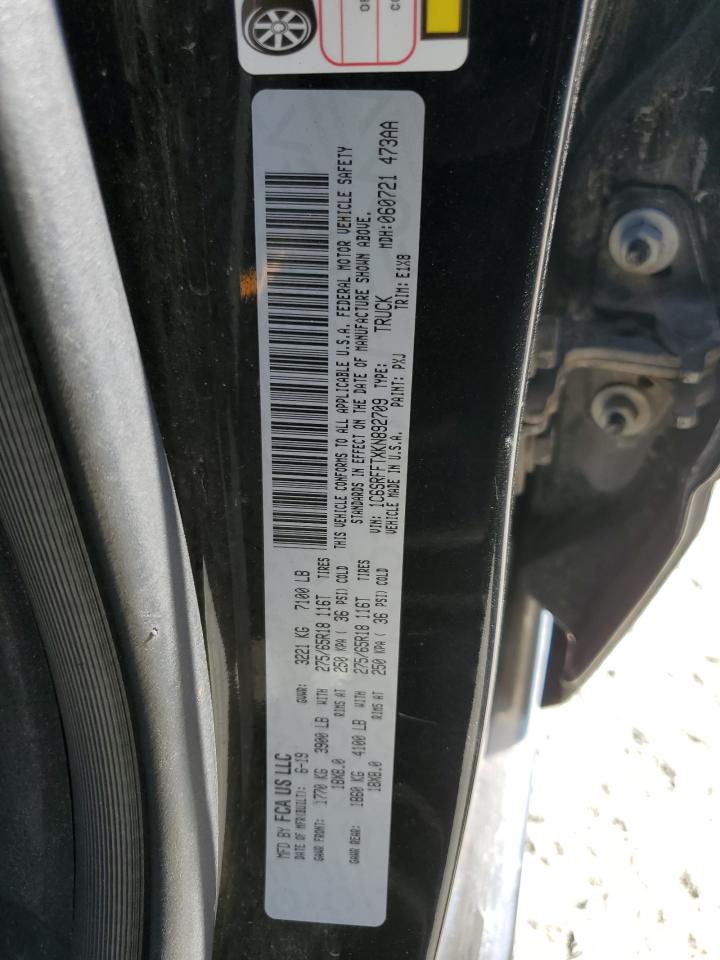 MFD BY FCA US LLC
DATE OF MFR(BUILT): 6-19 GVWR: 3221 KG 7100 LB
GAWR FRONT: 1770 KG 3900 LB WITH 275/65R18 116T TIRES
18X8.0 RIMS AT 250 KPA ( 36 PSI) COLD
GAWR REAR: 1860 KG 4100 LB WITH 275/65R18 116T TIRES
18X8.0 RIMS AT 250 KPA ( 36 PSI) COLD
THIS VEHICLE CONFORMS TO ALL APPLICABLE U.S.A. FEDERAL MOTOR VEHICLE SAFETY
STANDARDS IN EFFECT ON THE DATE OF MANUFACTURE SHOWN ABOVE.
VIN: 1C6SRFFTXKN892709 TYPE: TRUCK MDH:060721 473AA
VEHICLE MADE IN U.S.A. PAINT: PXJ TRIM: E1X8